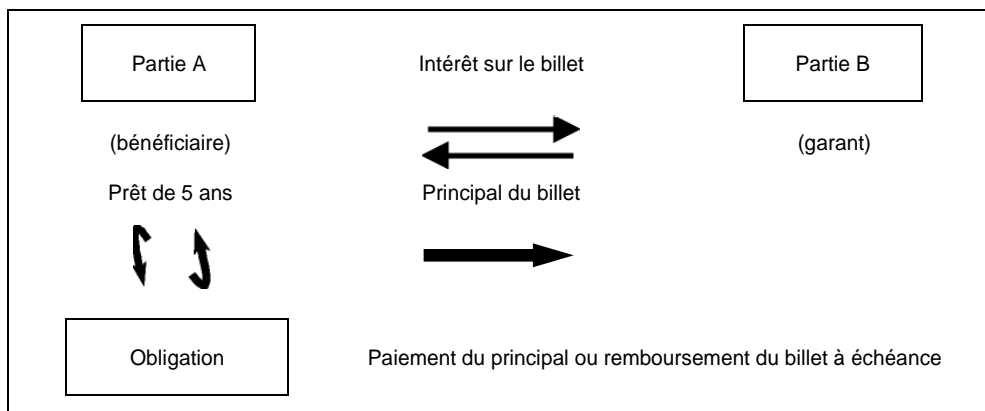 Partie A
Intérêt sur le billet
Partie B
(bénéficiaire)
(garant)
Prêt de 5 ans
Principal du billet
Obligation
Paiement du principal ou remboursement du billet à échéance